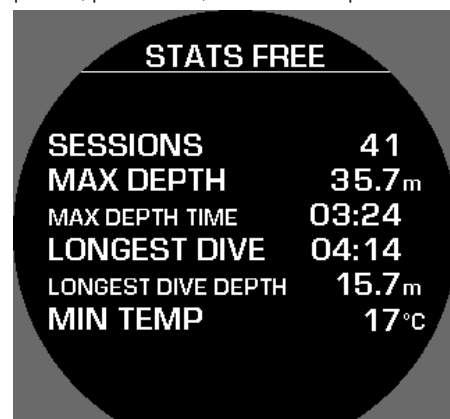 STATS FREE
SESSIONS 41
MAX DEPTH 35.7m
MAX DEPTH TIME 03:24
LONGEST DIVE 04:14
LONGEST DIVE DEPTH 15.7m
MIN TEMP 17°C